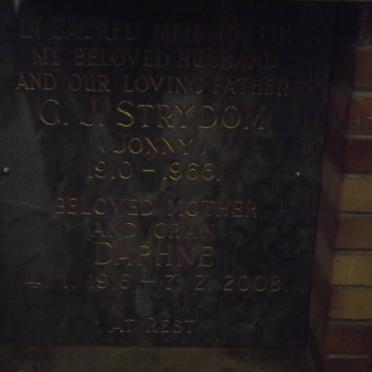 IN SACRED MEMORY OF
MY BELOVED HUSBAND
AND OUR LOVING FATHER
G. J. STRYDOM
(JONNY)
1910 – 1966.
BELOVED MOTHER
AND GRAN
DAPHNE
4. 1. 1916 – 7. 2. 2008.
AT REST